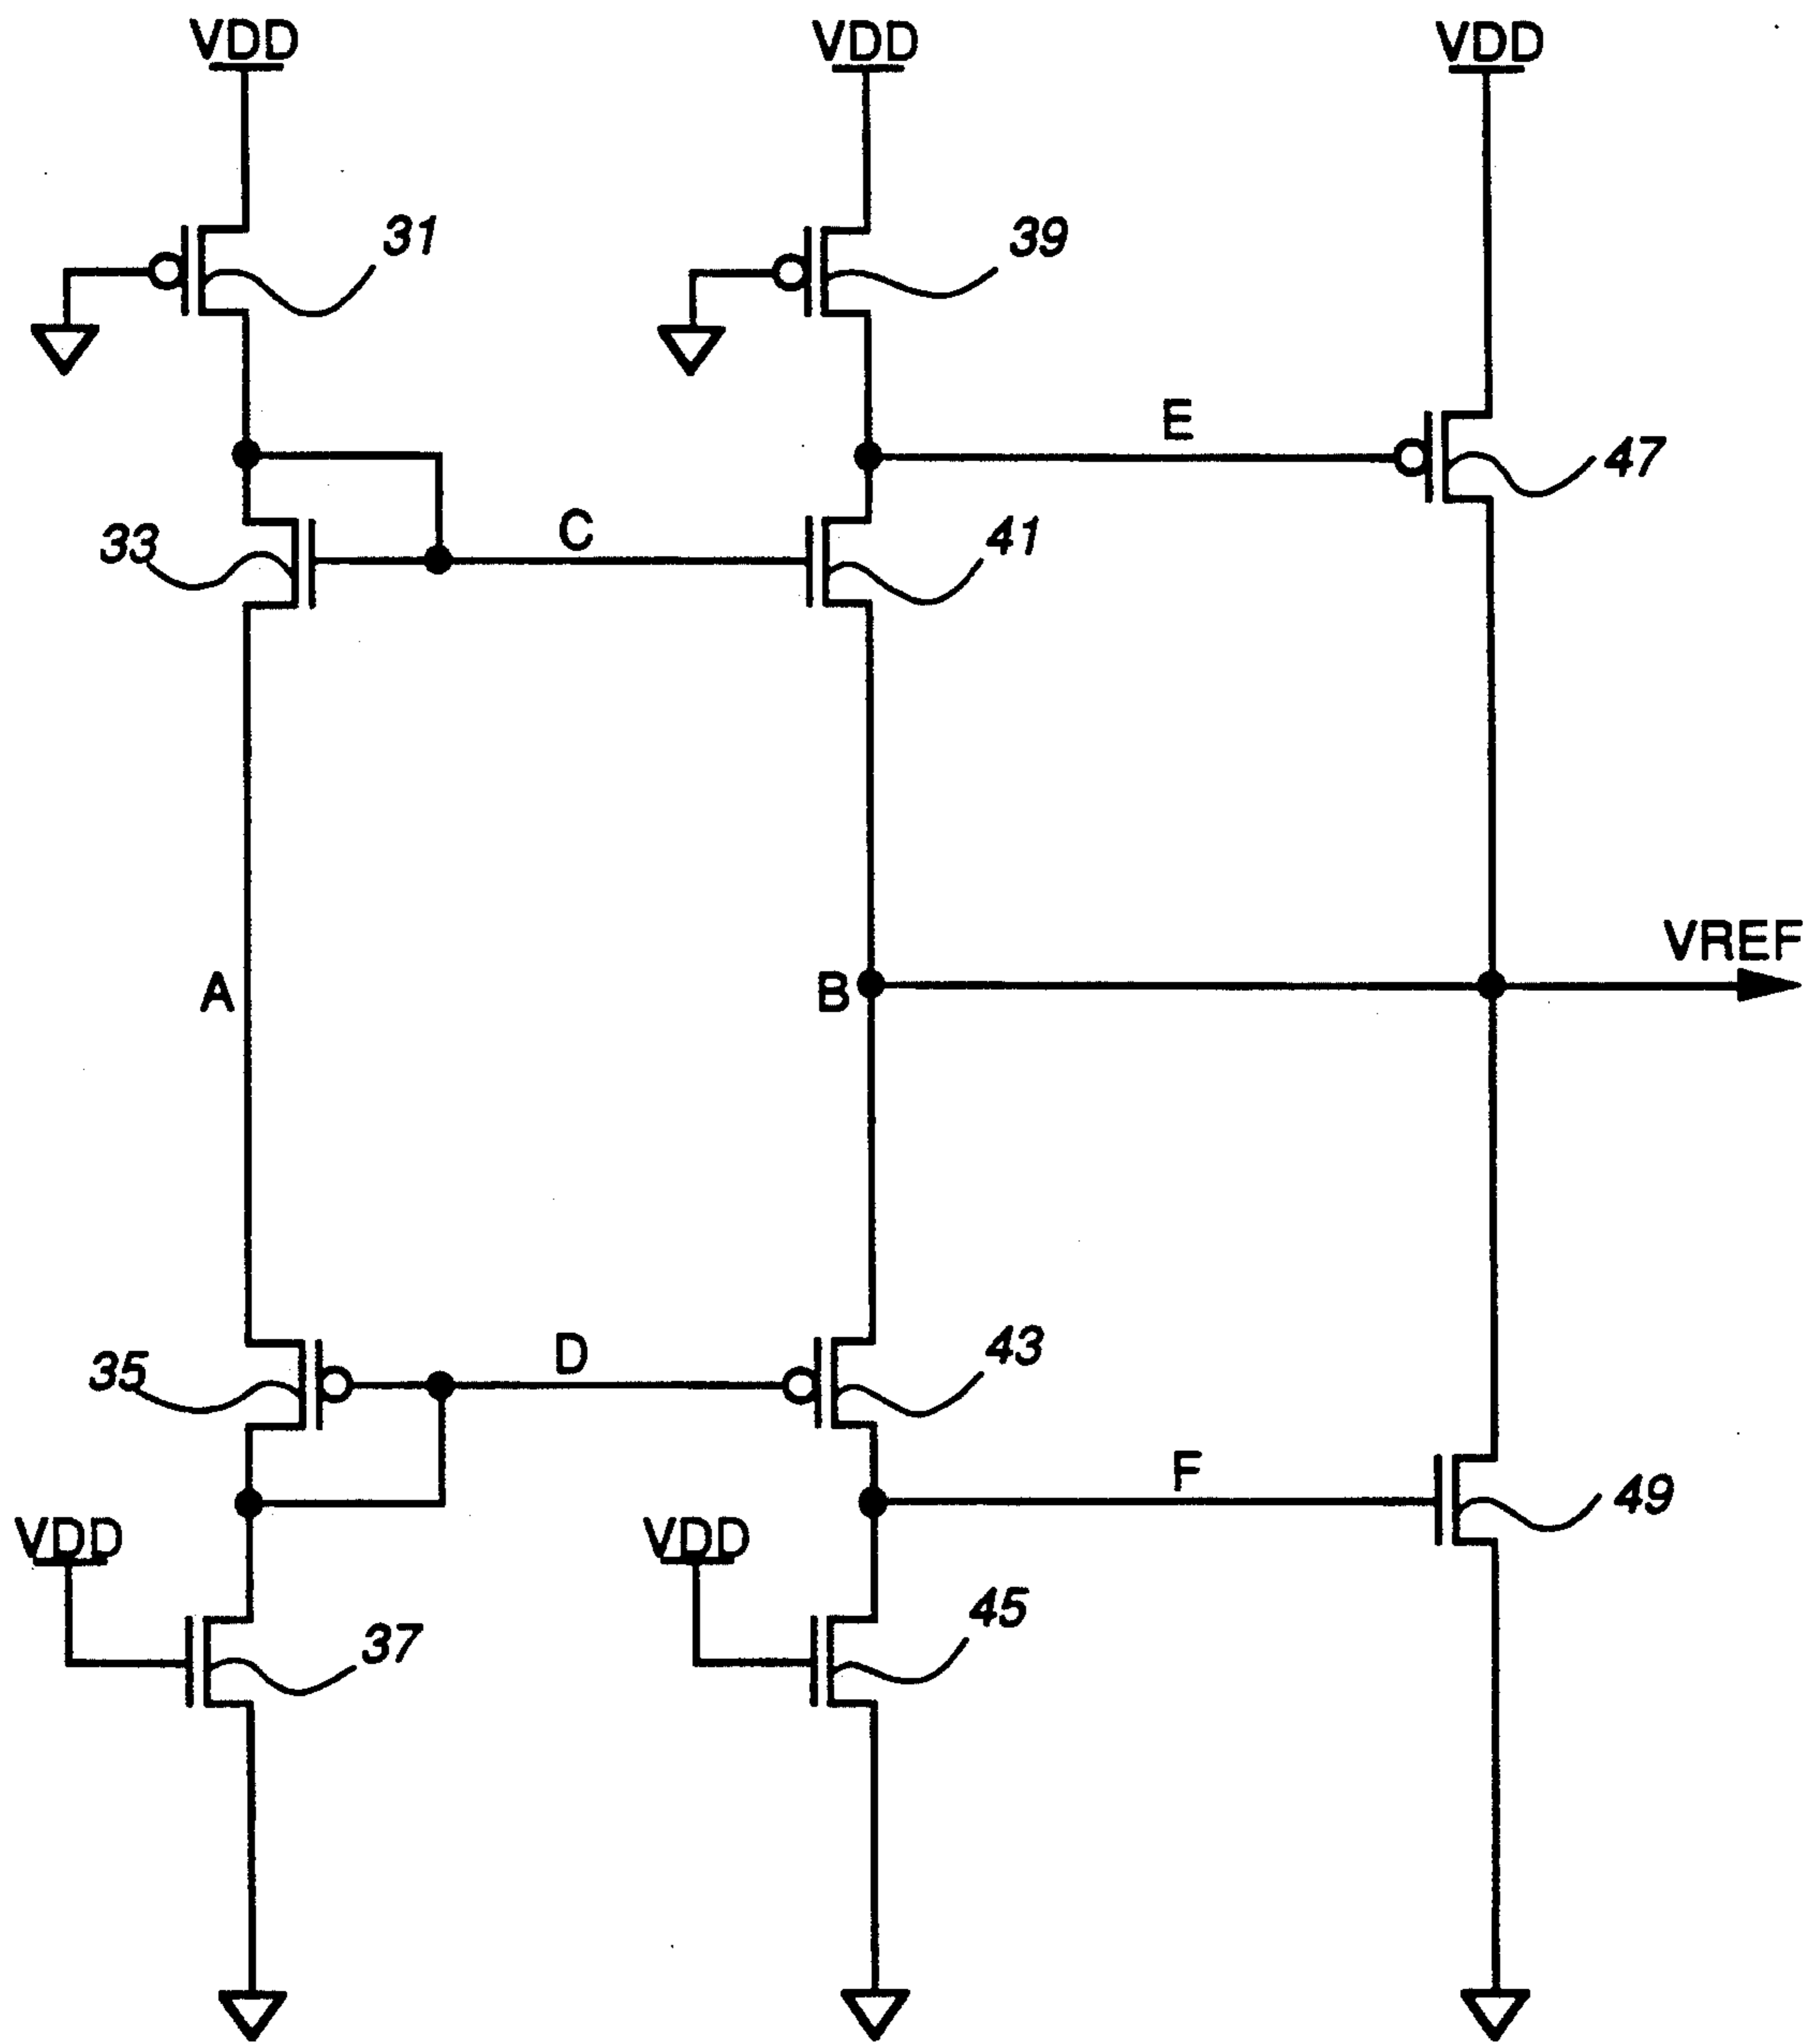 VDD VDD VDD
31 39
E 47
33 C 41
A B VREF
35 D 43
F 49
VDD VDD
37 45